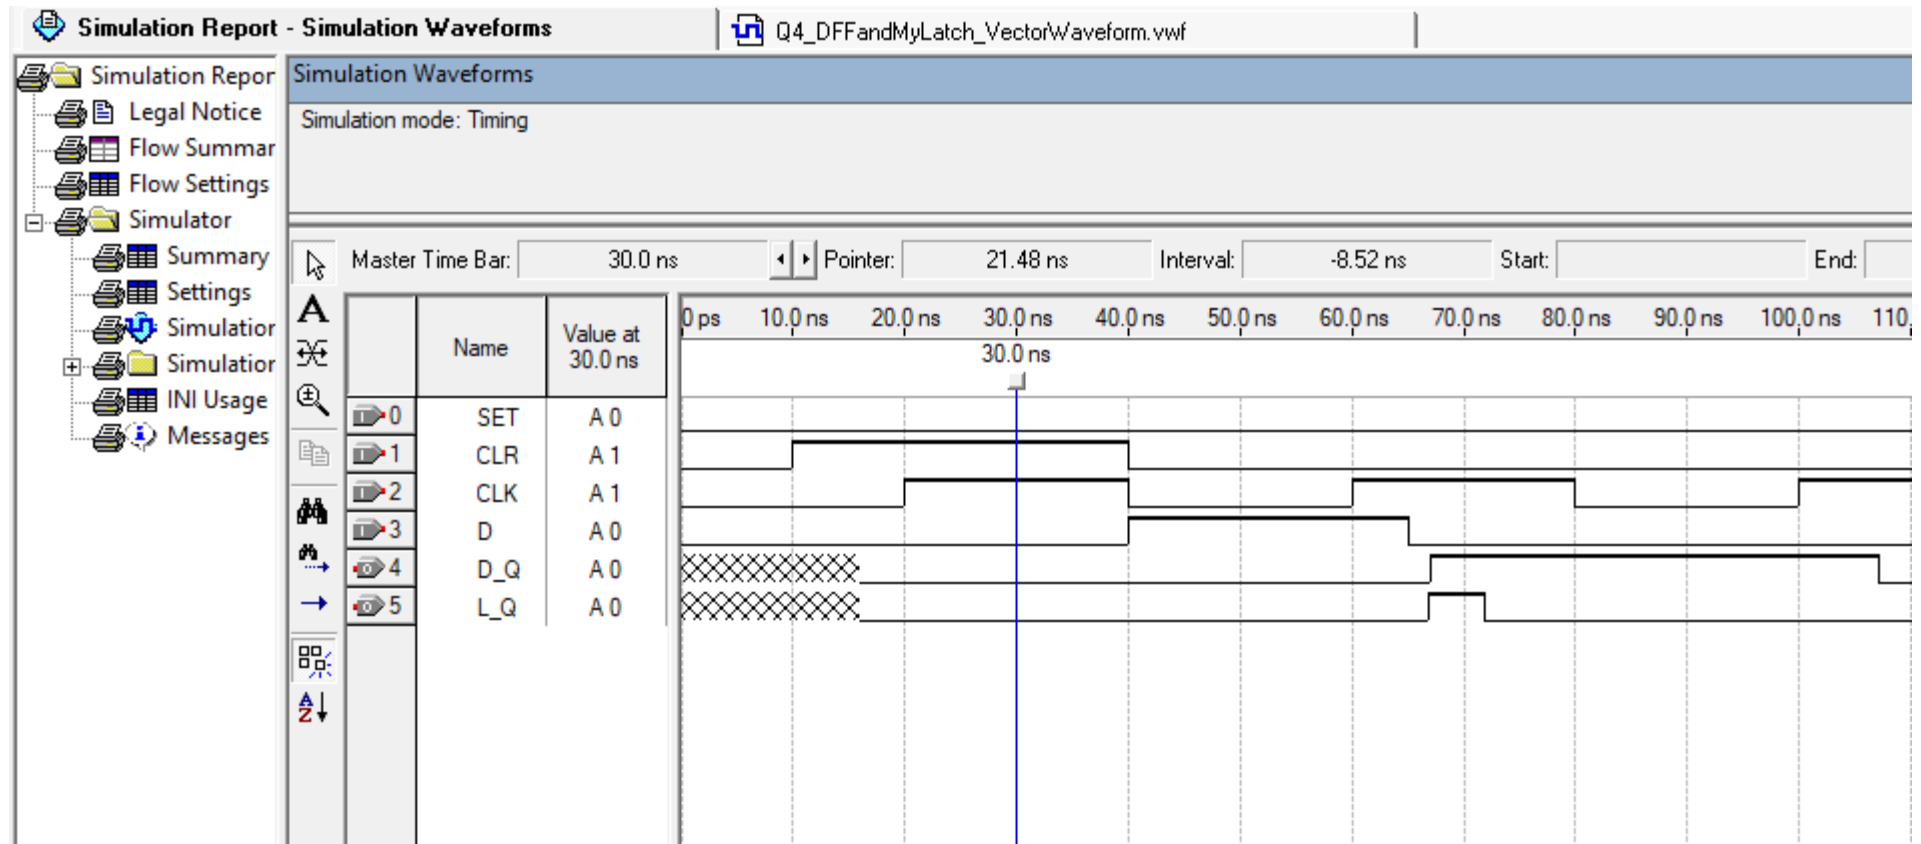 Simulation Report - Simulation Waveforms
Q4_DFFandMyLatch_VectorWaveform.vwf
Simulation Repor
Legal Notice
Flow Summar
Flow Settings
Simulator
Summary
Settings
Simulatior
Simulatior
INI Usage
Messages
Simulation Waveforms
Simulation mode: Timing
Master Time Bar: 30.0 ns Pointer: 21.48 ns Interval: -8.52 ns Start: End:
Name Value at 30.0 ns
0 ps 10.0 ns 20.0 ns 30.0 ns 40.0 ns 50.0 ns 60.0 ns 70.0 ns 80.0 ns 90.0 ns 100.0 ns 110.
30.0 ns
0 SET A 0
1 CLR A 1
2 CLK A 1
3 D A 0
4 D_Q A 0
5 L_Q A 0